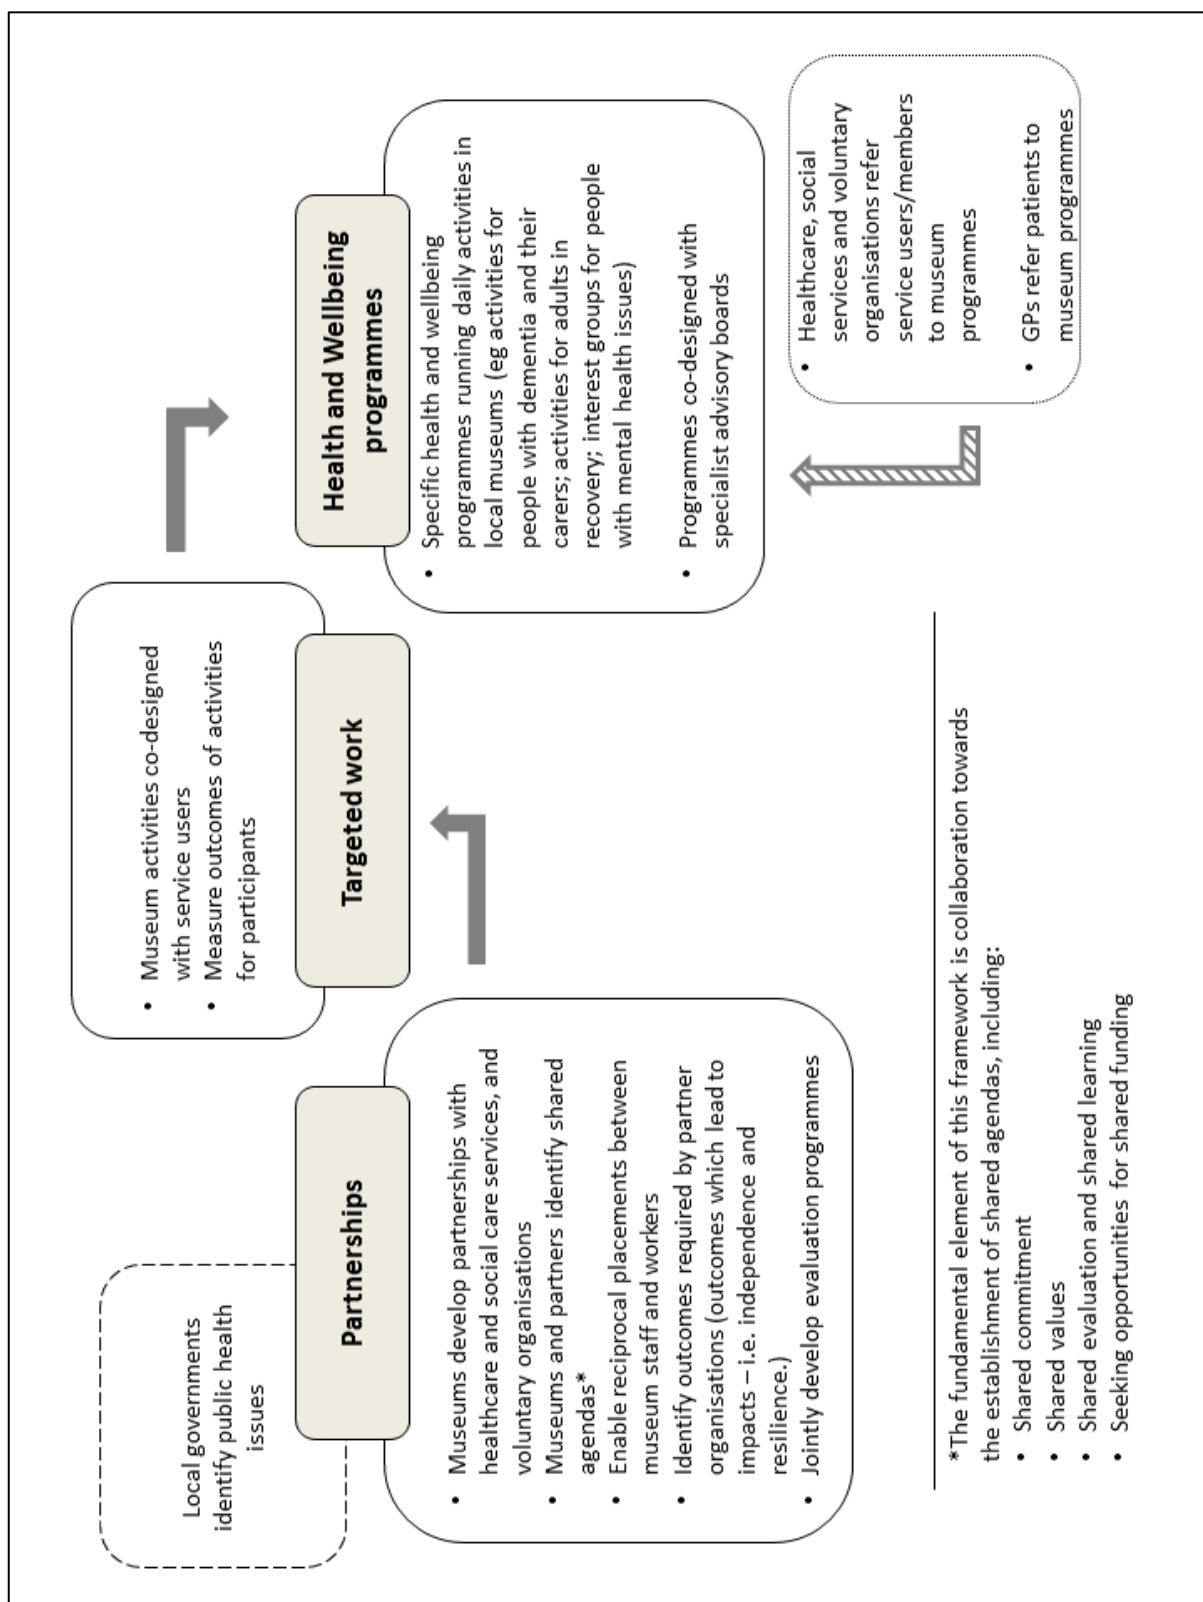 Local governments
identify public health
issues
Partnerships
• Museums develop partnerships with
healthcare and social care services, and
voluntary organisations
• Museums and partners identify shared
agendas*
• Enable reciprocal placements between
museum staff and workers
• Identify outcomes required by partner
organisations (outcomes which lead to
impacts – i.e. independence and
resilience.)
• Jointly develop evaluation programmes
• Museum activities co-designed
with service users
• Measure outcomes of activities
for participants
Targeted work
Health and Wellbeing
programmes
• Specific health and wellbeing
programmes running daily activities in
local museums (eg activities for
people with dementia and their
carers; activities for adults in
recovery; interest groups for people
with mental health issues)
• Programmes co-designed with
specialist advisory boards
• Healthcare, social
services and voluntary
organisations refer
service users/members
to museum
programmes
• GPs refer patients to
museum programmes
*The fundamental element of this framework is collaboration towards
the establishment of shared agendas, including:
• Shared commitment
• Shared values
• Shared evaluation and shared learning
• Seeking opportunities for shared funding